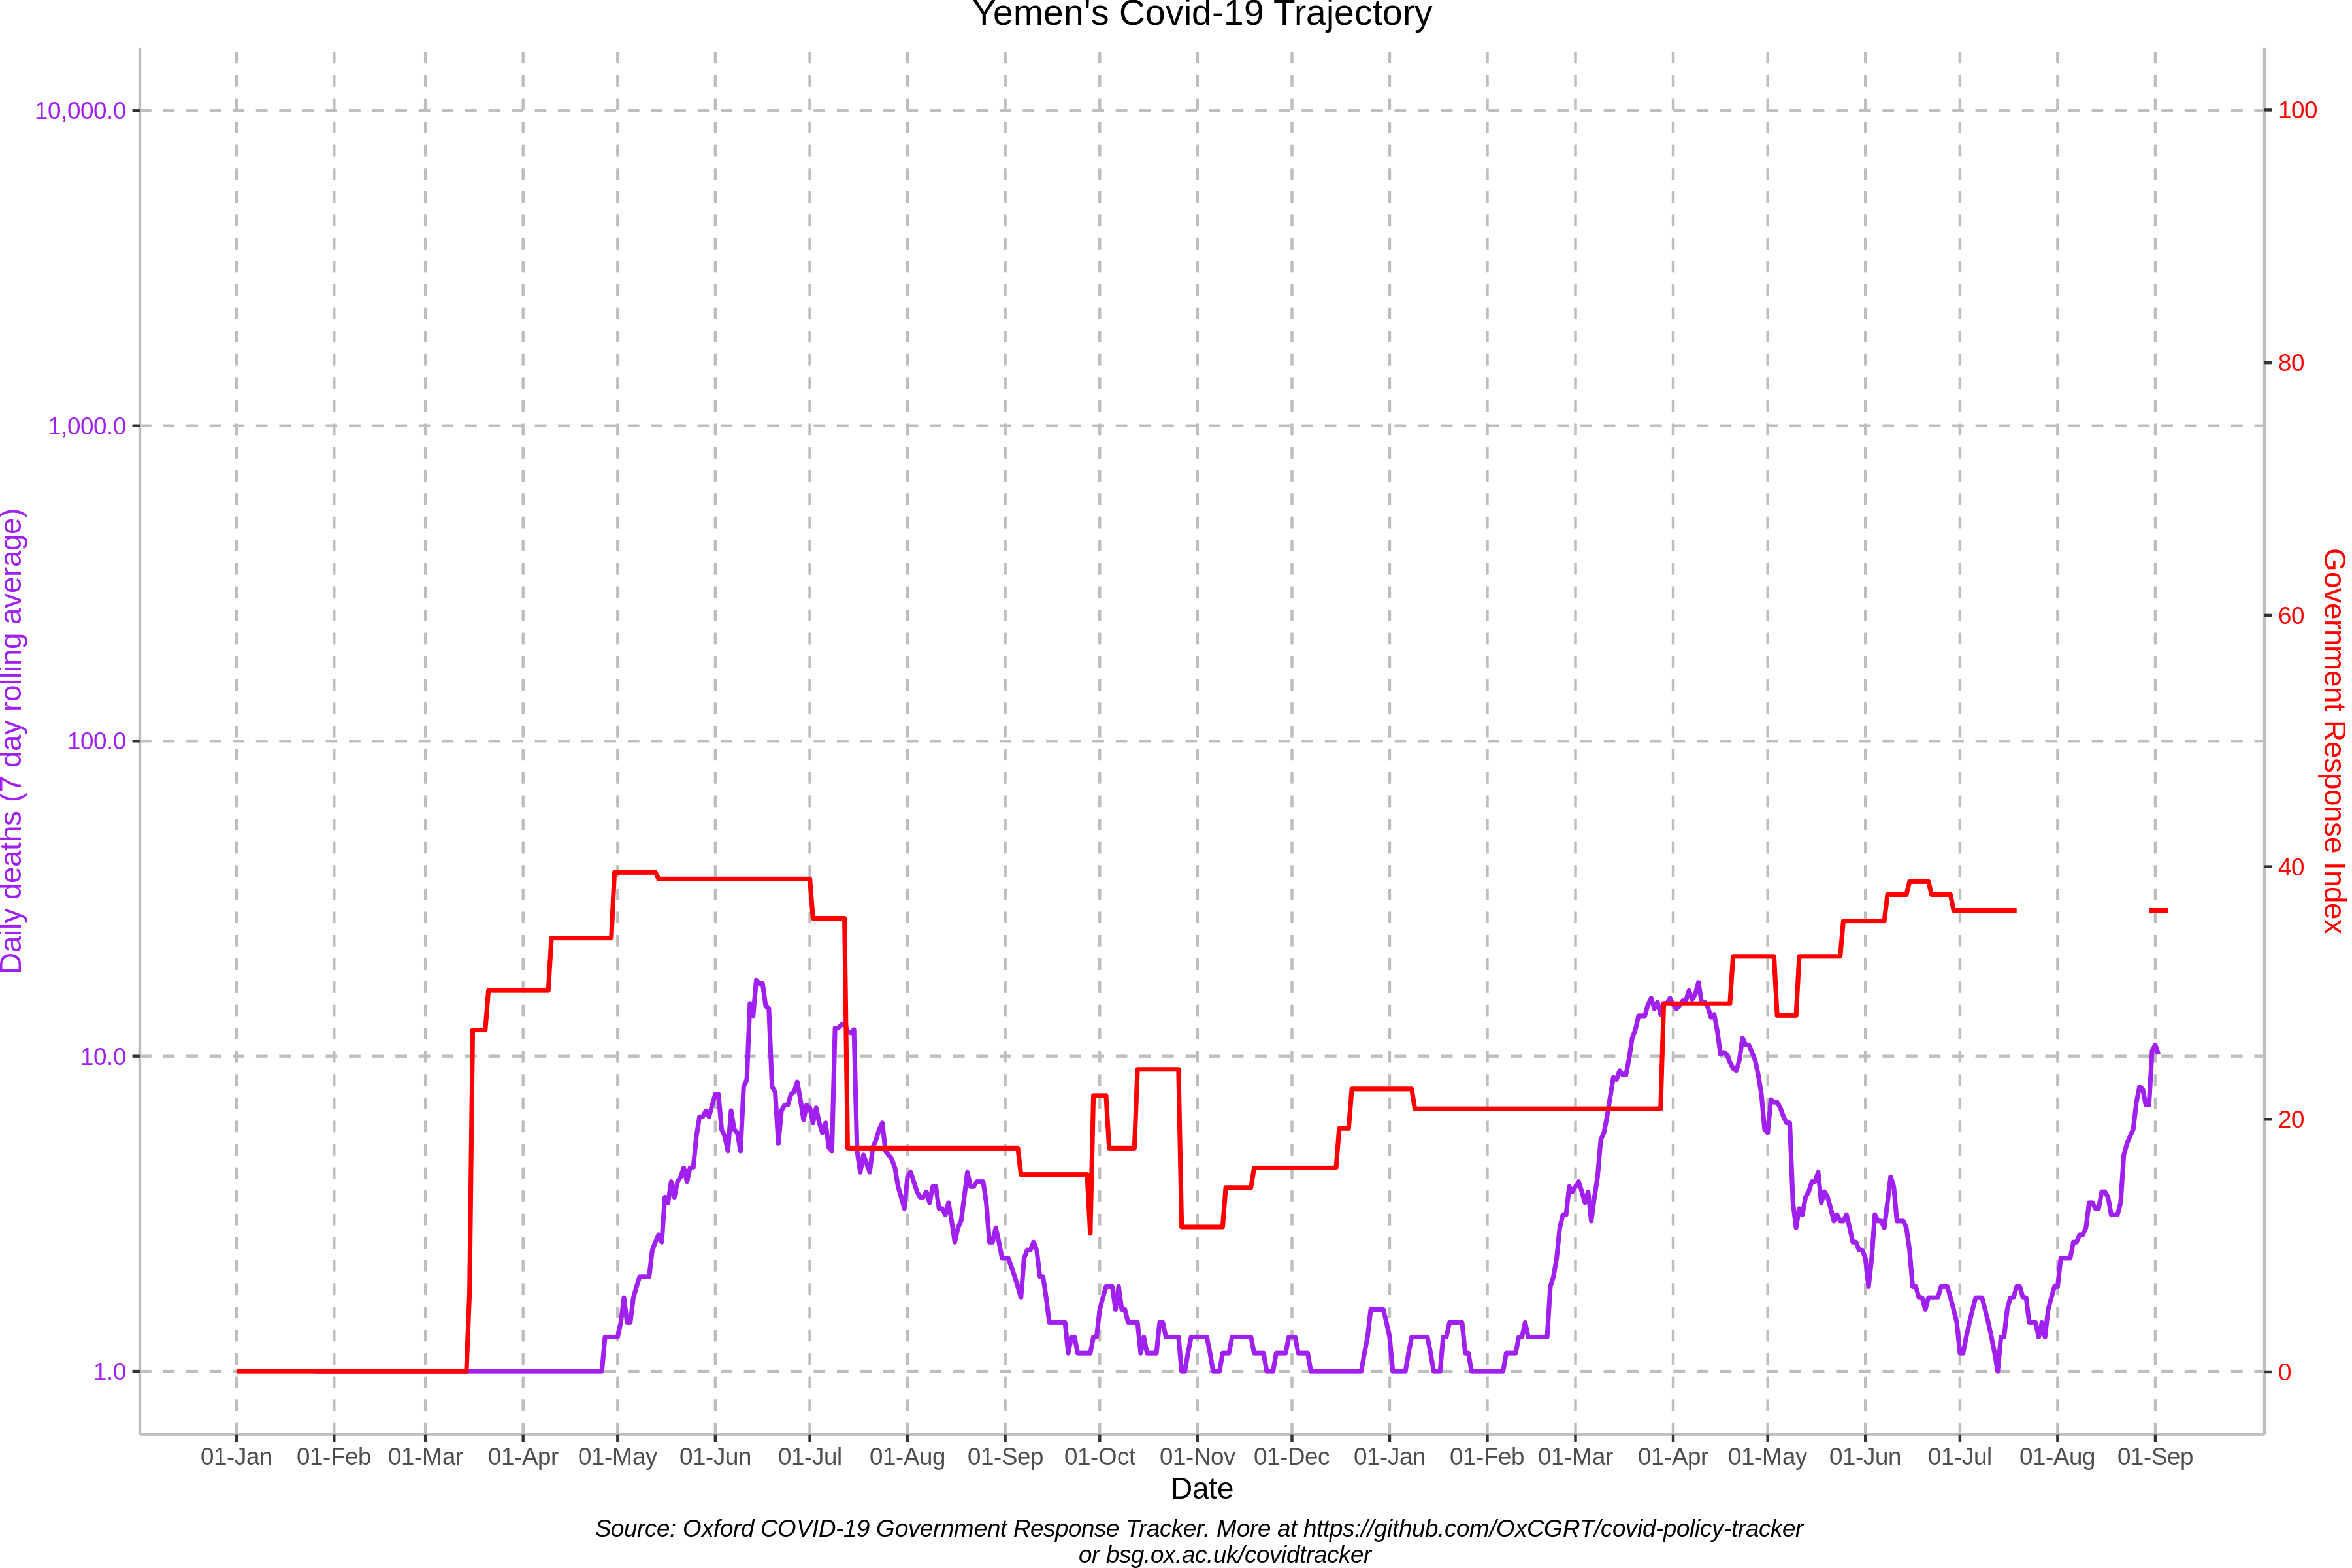 Yemen's Covid-19 Trajectory
10,000.0
1,000.0
100.0
10.0
1.0
Daily deaths (7 day rolling average)
100
80
60
40
20
0
Government Response Index
01-Jan 01-Feb 01-Mar 01-Apr 01-May 01-Jun 01-Jul 01-Aug 01-Sep 01-Oct 01-Nov 01-Dec 01-Jan 01-Feb 01-Mar 01-Apr 01-May 01-Jun 01-Jul 01-Aug 01-Sep
Date
Source: Oxford COVID-19 Government Response Tracker. More at https://github.com/OxCGRT/covid-policy-tracker
or bsg.ox.ac.uk/covidtracker